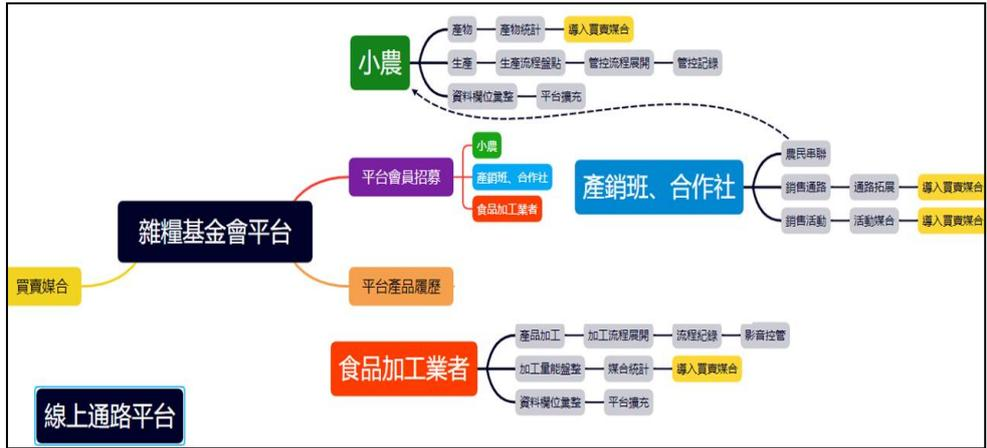 小農
產物
產物統計
導入買賣媒合
生產
生產流程盤點
管控流程展開
管控記錄
資料欄位彙整
平台擴充
平台會員招募
小農
產銷班、合作社
食品加工業者
產銷班、合作社
農民串聯
銷售通路
通路拓展
導入買賣媒合
銷售活動
活動媒合
導入買賣媒合
雜糧基金會平台
買賣媒合
平台產品履歷
食品加工業者
產品加工
加工流程展開
流程紀錄
影音控管
加工量能盤整
媒合統計
導入買賣媒合
資料欄位彙整
平台擴充
線上通路平台